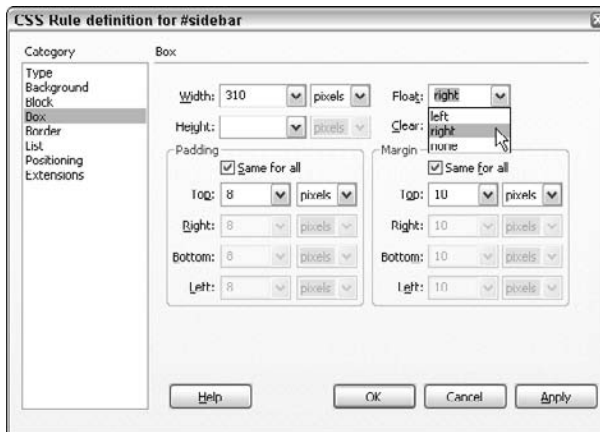 CSS Rule definition for #sidebar
Category
Type
Background
Block
Box
Border
List
Positioning
Extensions
Box
Width: 310 pixels
Height: pixels
Float: right
left
right
none
Clear:
Padding
Same for all
Top: 8 pixels
Right: 8 pixels
Bottom: 8 pixels
Left: 8 pixels
Margin
Same for all
Top: 10 pixels
Right: 10 pixels
Bottom: 10 pixels
Left: 10 pixels
Help
OK
Cancel
Apply